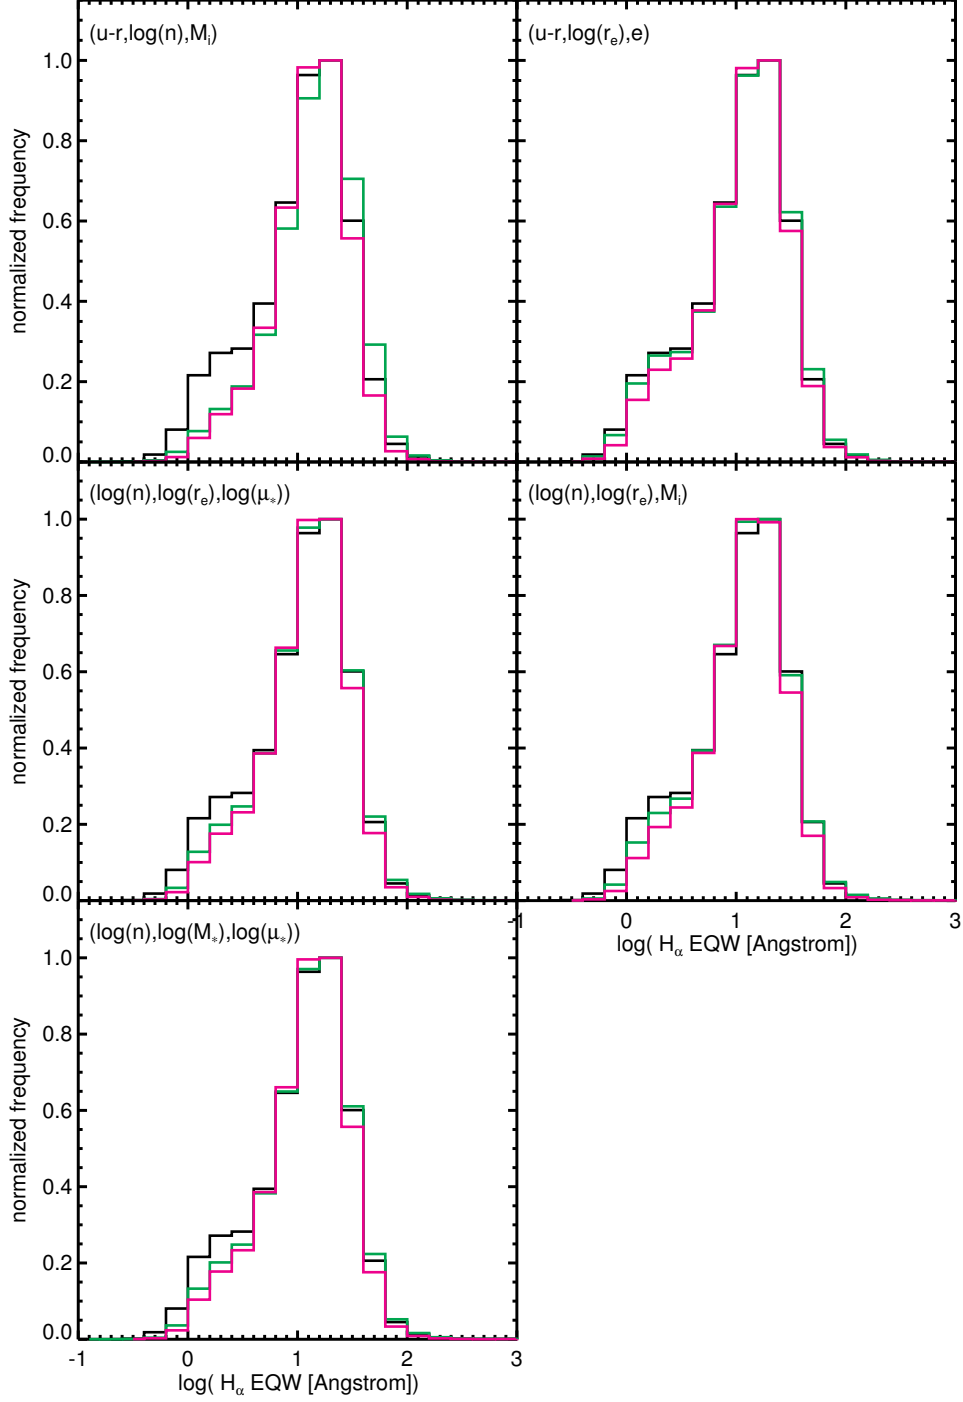 (u-r,log(n),Mᵢ)
(u-r,log(rₑ),e)
1.0
0.8
0.6
0.4
0.2
0.0
normalized frequency
(log(n),log(rₑ),log(μ*))
(log(n),log(rₑ),Mᵢ)
1.0
0.8
0.6
0.4
0.2
0.0
normalized frequency
-1 0 1 2 3
log( Hα EQW [Angstrom])
(log(n),log(M*),log(μ*))
1.0
0.8
0.6
0.4
0.2
0.0
normalized frequency
-1 0 1 2 3
log( Hα EQW [Angstrom])